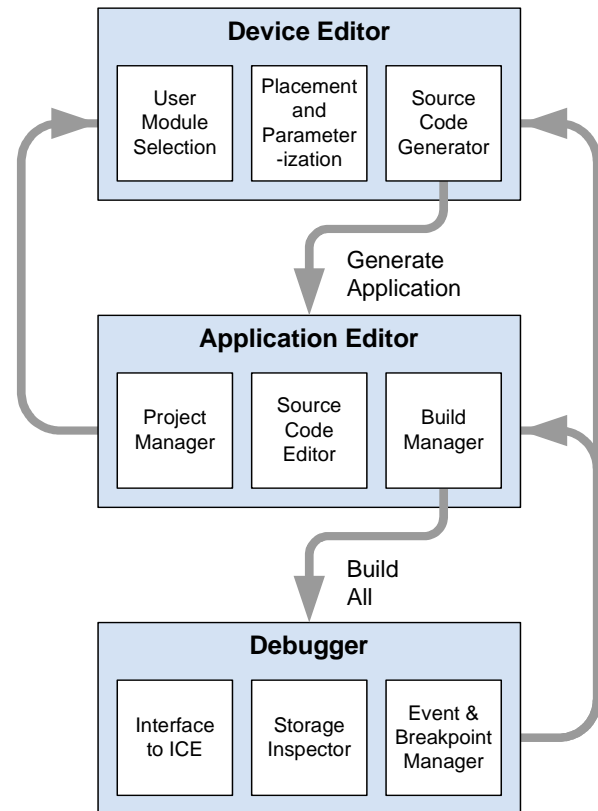 Device Editor
User
Module
Selection
Placement
and
Parameter
-ization
Source
Code
Generator
Generate
Application
Application Editor
Project
Manager
Source
Code
Editor
Build
Manager
Build
All
Debugger
Interface
to ICE
Storage
Inspector
Event &
Breakpoint
Manager